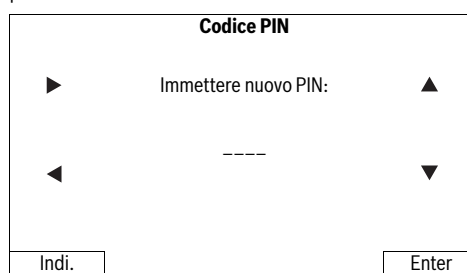 Codice PIN
Immettere nuovo PIN:
____
Indi.
Enter